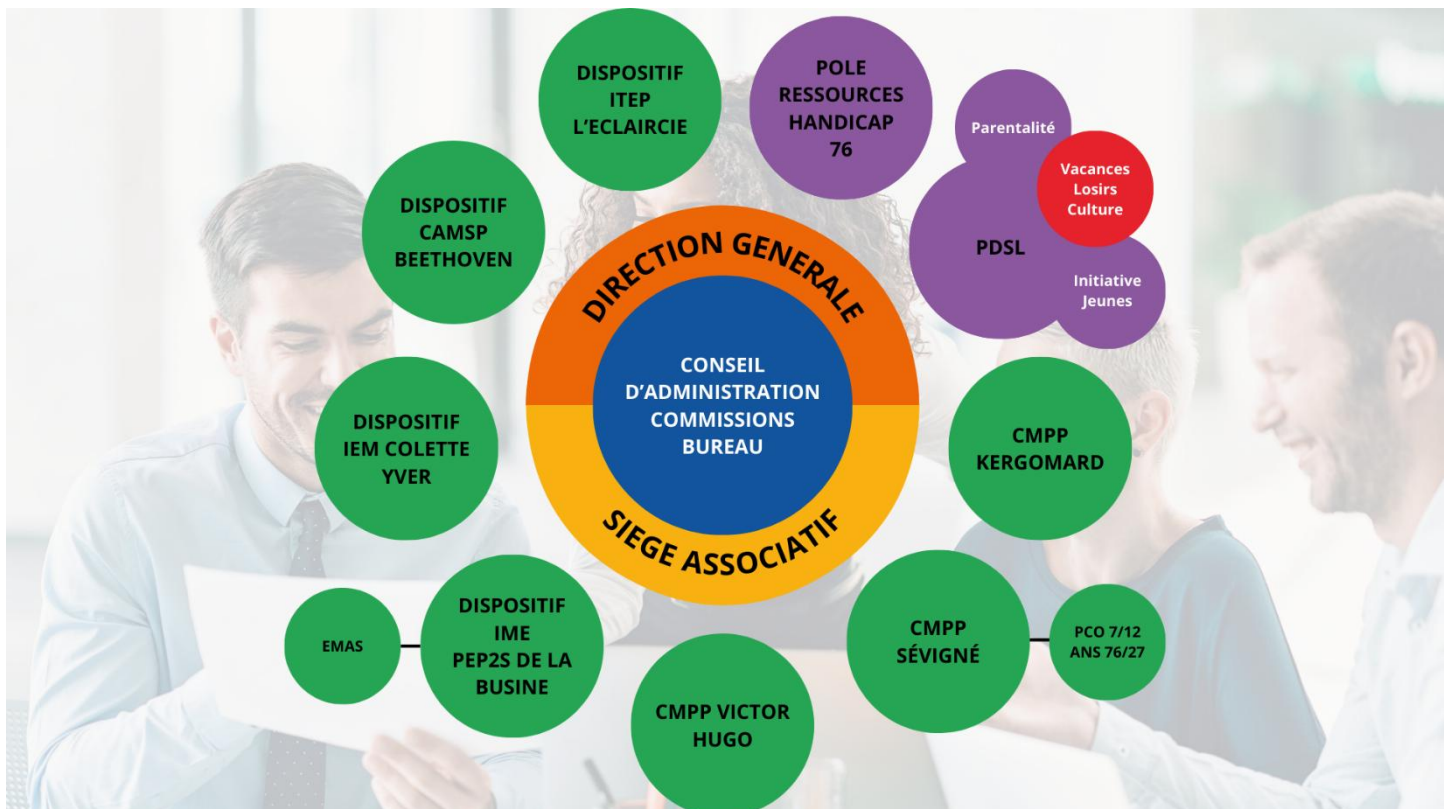 DISPOSITIF
ITEP
L'ECLAIRCIE
POLE
RESSOURCES
HANDICAP
76
Parentalité
Vacances
Losirs
Culture
PDSL
Initiative
Jeunes
DISPOSITIF
CAMSP
BEETHOVEN
DIRECTION GENERALE
CONSEIL
D'ADMINISTRATION
COMMISSIONS
BUREAU
SIEGE ASSOCIATIF
DISPOSITIF
IEM COLETTE
YVER
CMPP
KERGOMARD
EMAS
DISPOSITIF
IME
PEP2S DE LA
BUSINE
CMPP VICTOR
HUGO
CMPP
SÉVIGNÉ
PCO 7/12
ANS 76/27